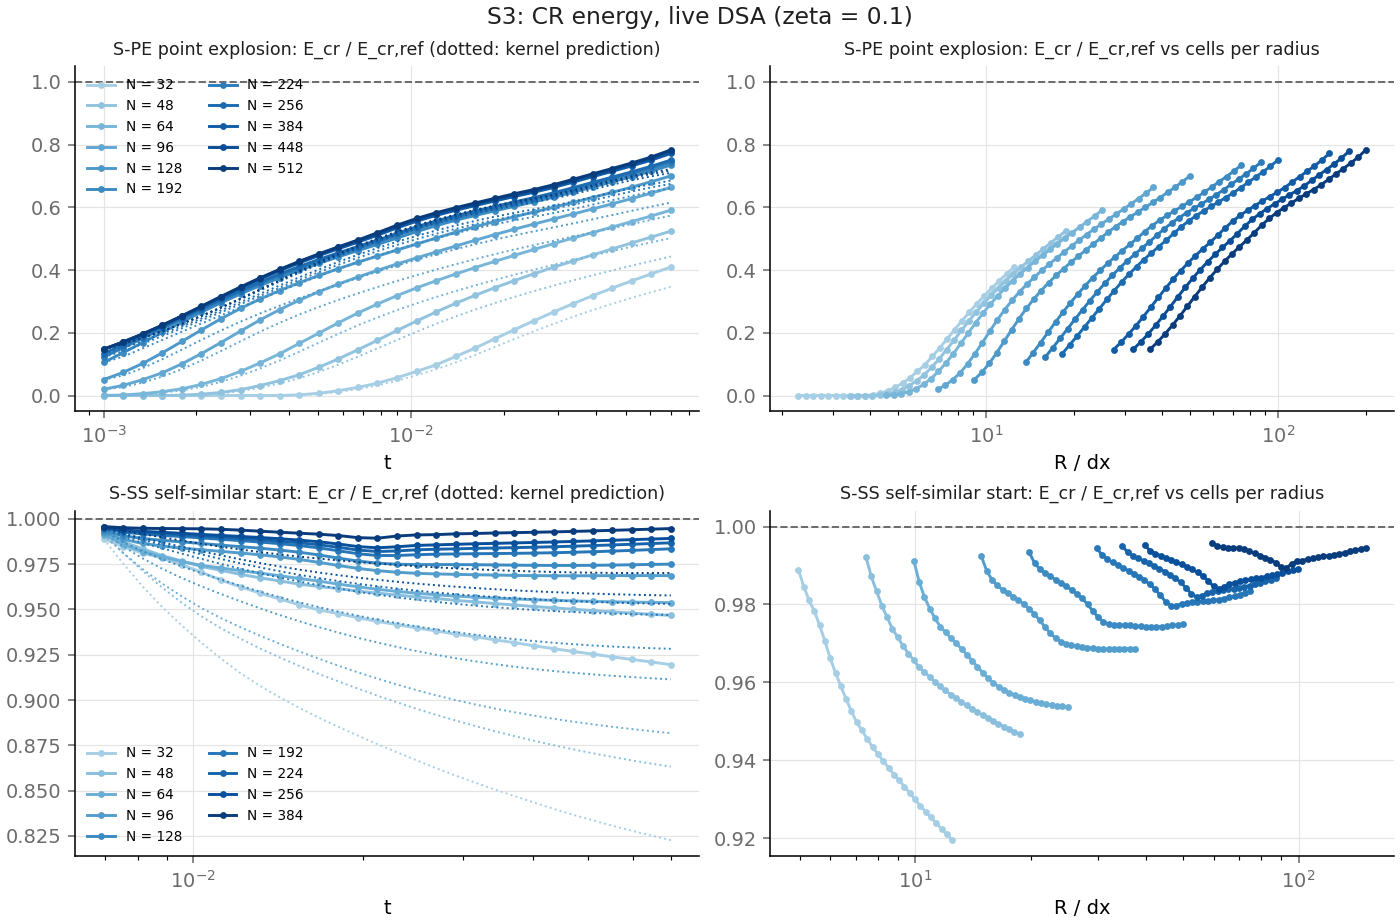 S3: CR energy, live DSA (zeta = 0.1)
S-PE point explosion: E_cr / E_cr,ref (dotted: kernel prediction)
1.0
0.8
0.6
0.4
0.2
0.0
N = 32
N = 48
N = 64
N = 96
N = 128
N = 192
N = 224
N = 256
N = 384
N = 448
N = 512
10⁻³
10⁻²
t
S-PE point explosion: E_cr / E_cr,ref vs cells per radius
1.0
0.8
0.6
0.4
0.2
0.0
10¹
10²
R / dx
S-SS self-similar start: E_cr / E_cr,ref (dotted: kernel prediction)
1.000
0.975
0.950
0.925
0.900
0.875
0.850
0.825
N = 32
N = 48
N = 64
N = 96
N = 128
N = 192
N = 224
N = 256
N = 384
10⁻²
t
S-SS self-similar start: E_cr / E_cr,ref vs cells per radius
1.00
0.98
0.96
0.94
0.92
10¹
10²
R / dx